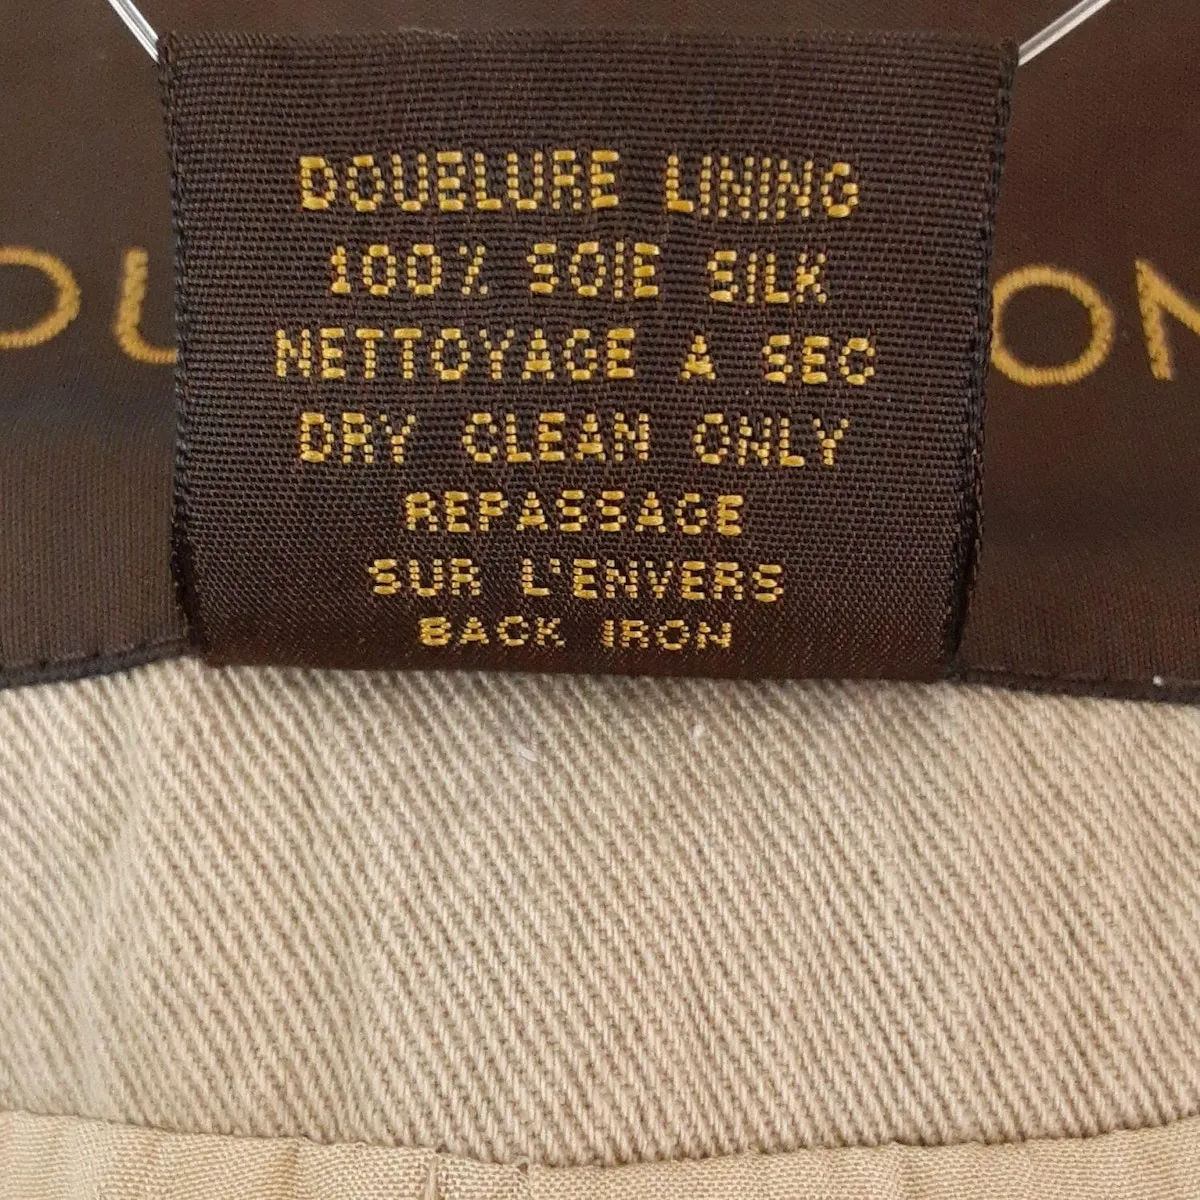 DOUBLURE LINING
100% SOIE SILK
NETTOYAGE A SEC
DRY CLEAN ONLY
REPASSAGE
SUR L'ENVERS
BACK IRON